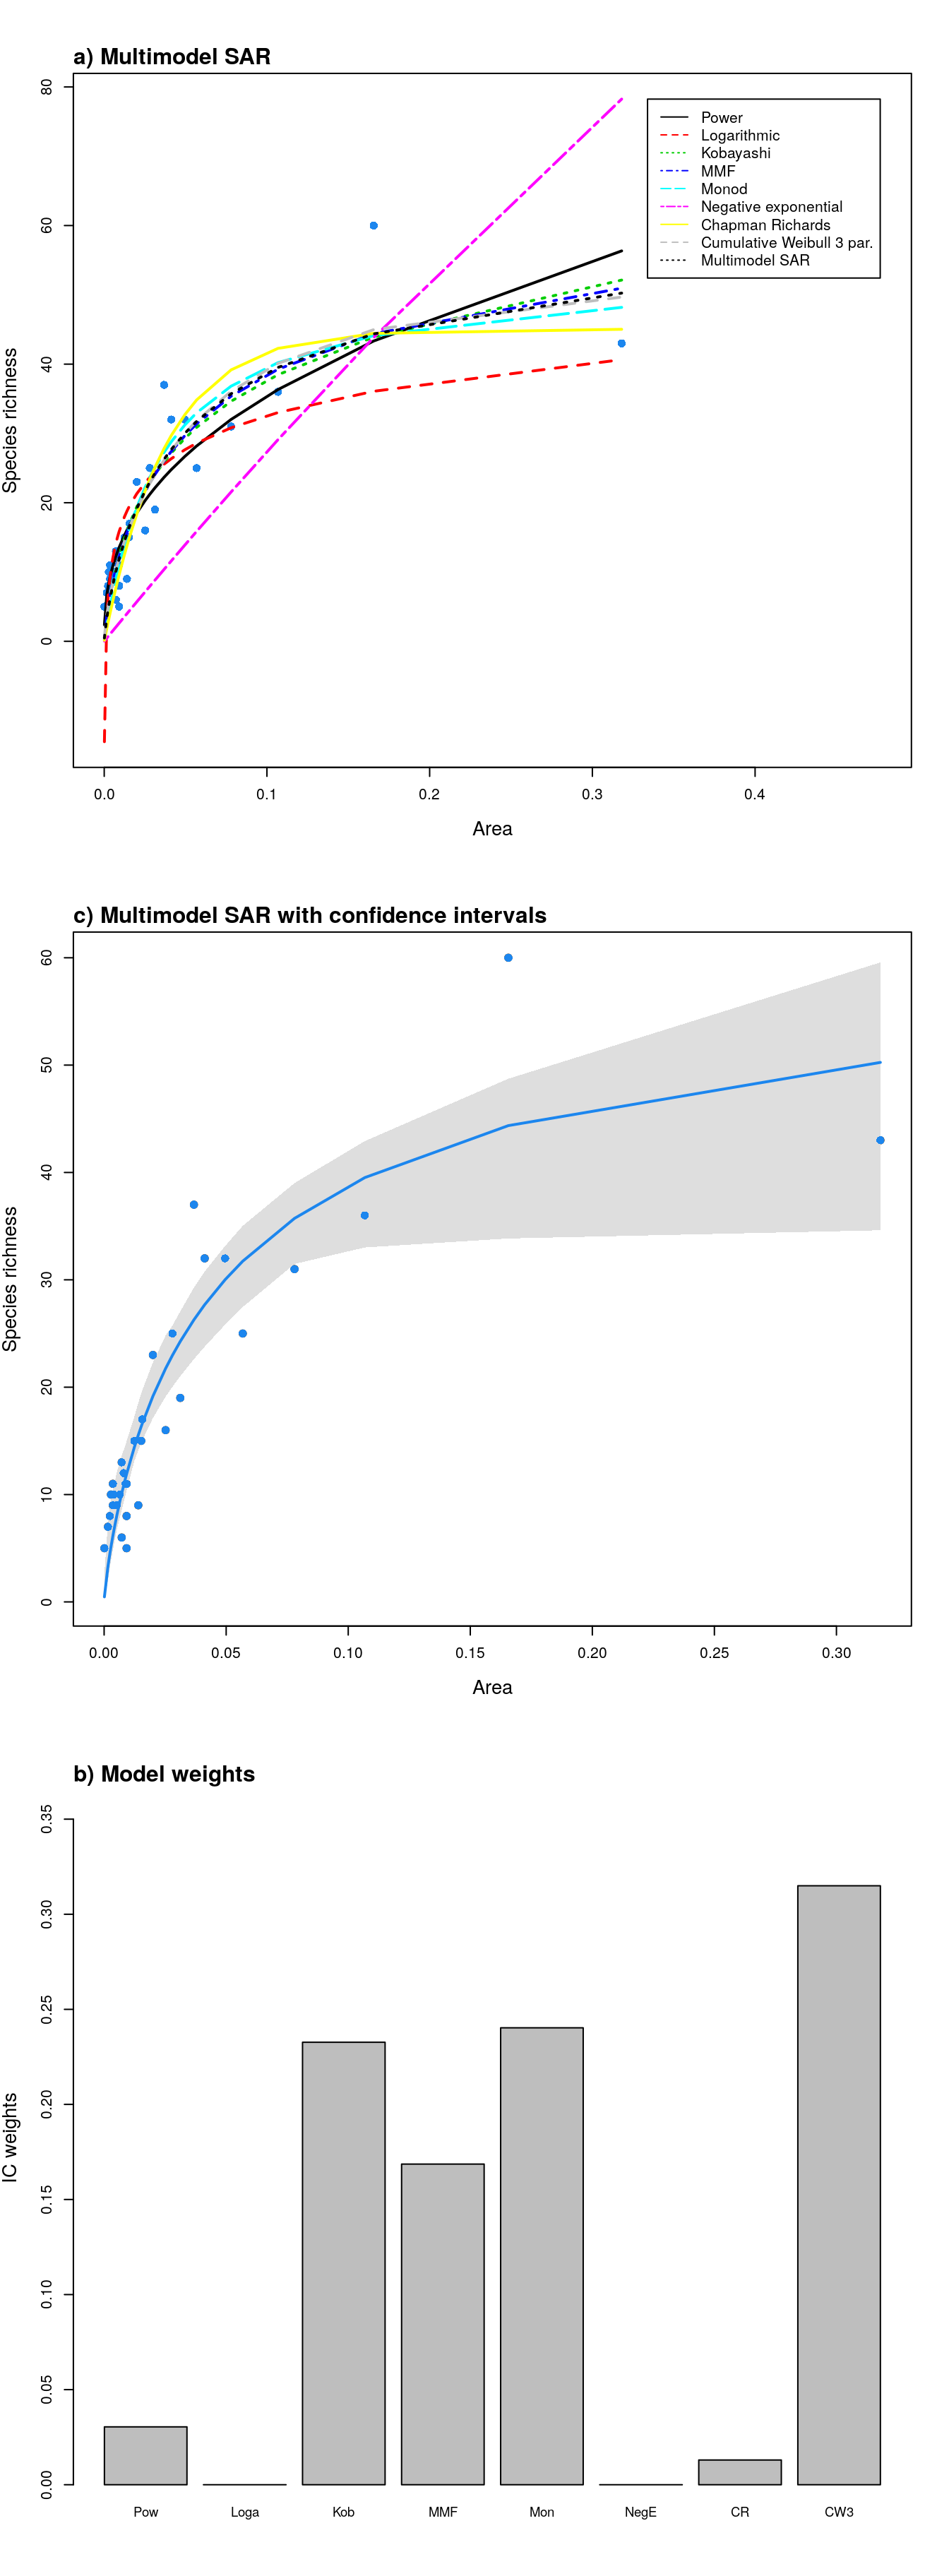 a) Multimodel SAR
80
60
40
20
0
Species richness
Power
Logarithmic
Kobayashi
MMF
Monod
Negative exponential
Chapman Richards
Cumulative Weibull 3 par.
Multimodel SAR
0.0 0.1 0.2 0.3 0.4
Area
c) Multimodel SAR with confidence intervals
60
50
40
30
20
10
0
Species richness
0.00 0.05 0.10 0.15 0.20 0.25 0.30
Area
b) Model weights
0.35
0.30
0.25
0.20
0.15
0.10
0.05
0.00
IC weights
Pow Loga Kob MMF Mon NegE CR CW3